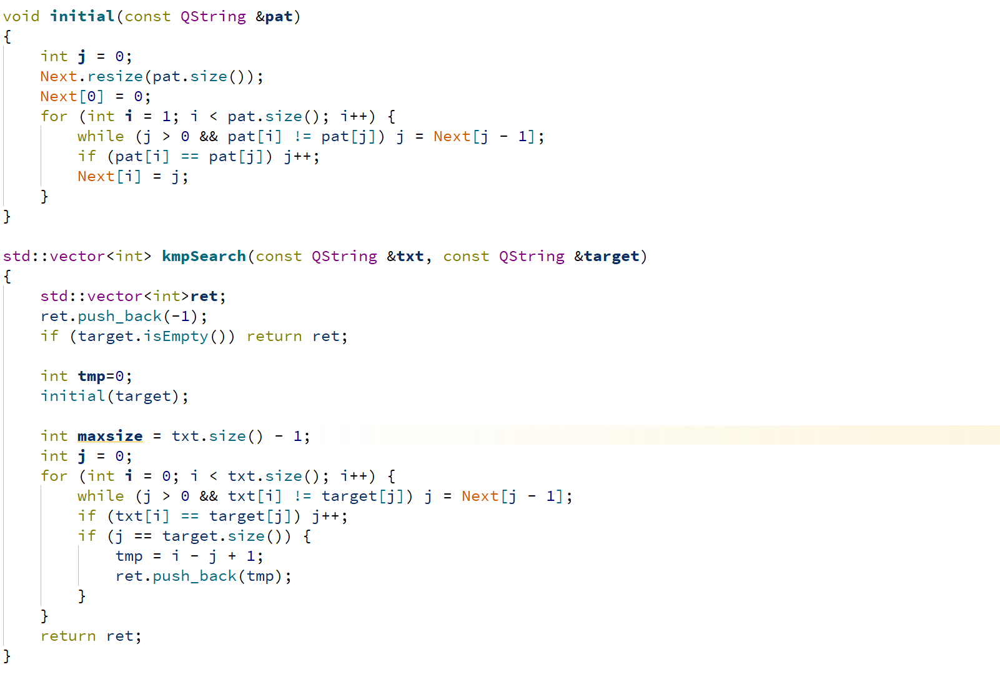 void initial(const QString &pat)
{
    int j = 0;
    Next.resize(pat.size());
    Next[0] = 0;
    for (int i = 1; i < pat.size(); i++) {
        while (j > 0 && pat[i] != pat[j]) j = Next[j - 1];
        if (pat[i] == pat[j]) j++;
        Next[i] = j;
    }
}

std::vector<int> kmpSearch(const QString &txt, const QString &target)
{
    std::vector<int>ret;
    ret.push_back(-1);
    if (target.isEmpty()) return ret;

    int tmp=0;
    initial(target);

    int maxsize = txt.size() - 1;
    int j = 0;
    for (int i = 0; i < txt.size(); i++) {
        while (j > 0 && txt[i] != target[j]) j = Next[j - 1];
        if (txt[i] == target[j]) j++;
        if (j == target.size()) {
            tmp = i - j + 1;
            ret.push_back(tmp);
        }
    }
    return ret;
}